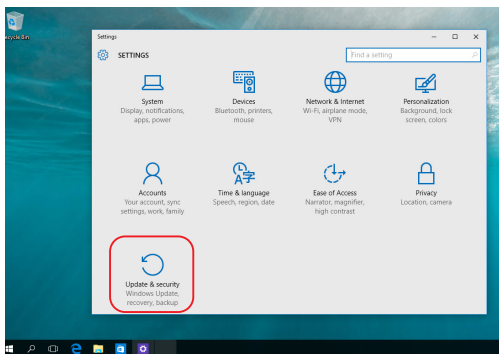 Recycle Bin
Settings
SETTINGS
Find a setting
System
Display, notifications,
apps, power
Devices
Bluetooth, printers,
mouse
Network & Internet
Wi-Fi, airplane mode,
VPN
Personalization
Background, lock
screen, colors
Accounts
Your account, sync
settings, work, family
Time & language
Speech, region, date
Ease of Access
Narrator, magnifier,
high contrast
Privacy
Location, camera
Update & security
Windows Update,
recovery, backup